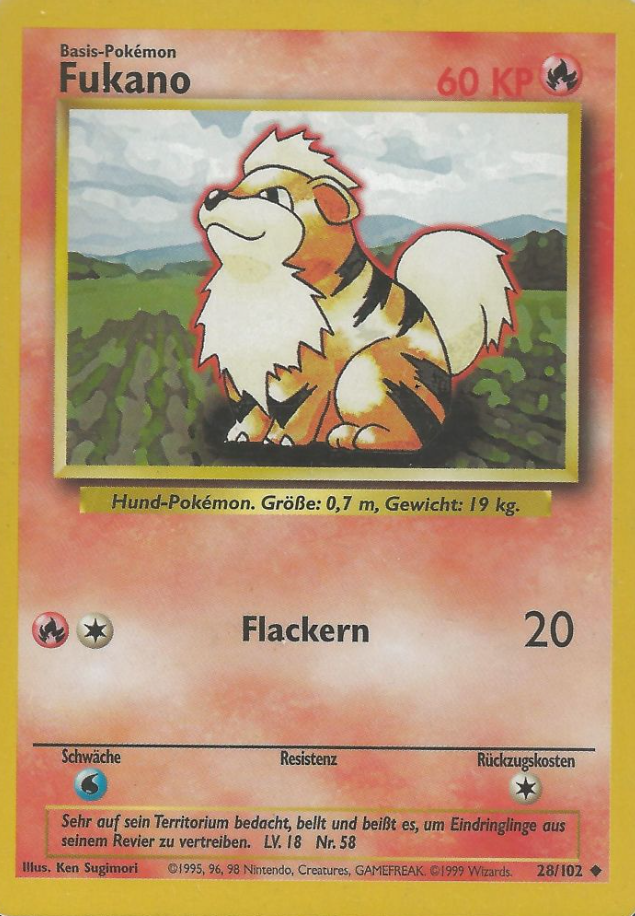 Basis-Pokémon
Fukano
60 KP
Hund-Pokémon. Größe: 0,7 m, Gewicht: 19 kg.
Flackern 20
Schwäche Resistenz Rückzugskosten
Sehr auf sein Territorium bedacht, bellt und beißt es, um Eindringlinge aus
seinem Revier zu vertreiben. LV. 18 Nr. 58
Illus. Ken Sugimori ©1995, 96, 98 Nintendo, Creatures, GAMEFREAK. ©1999 Wizards. 28/102